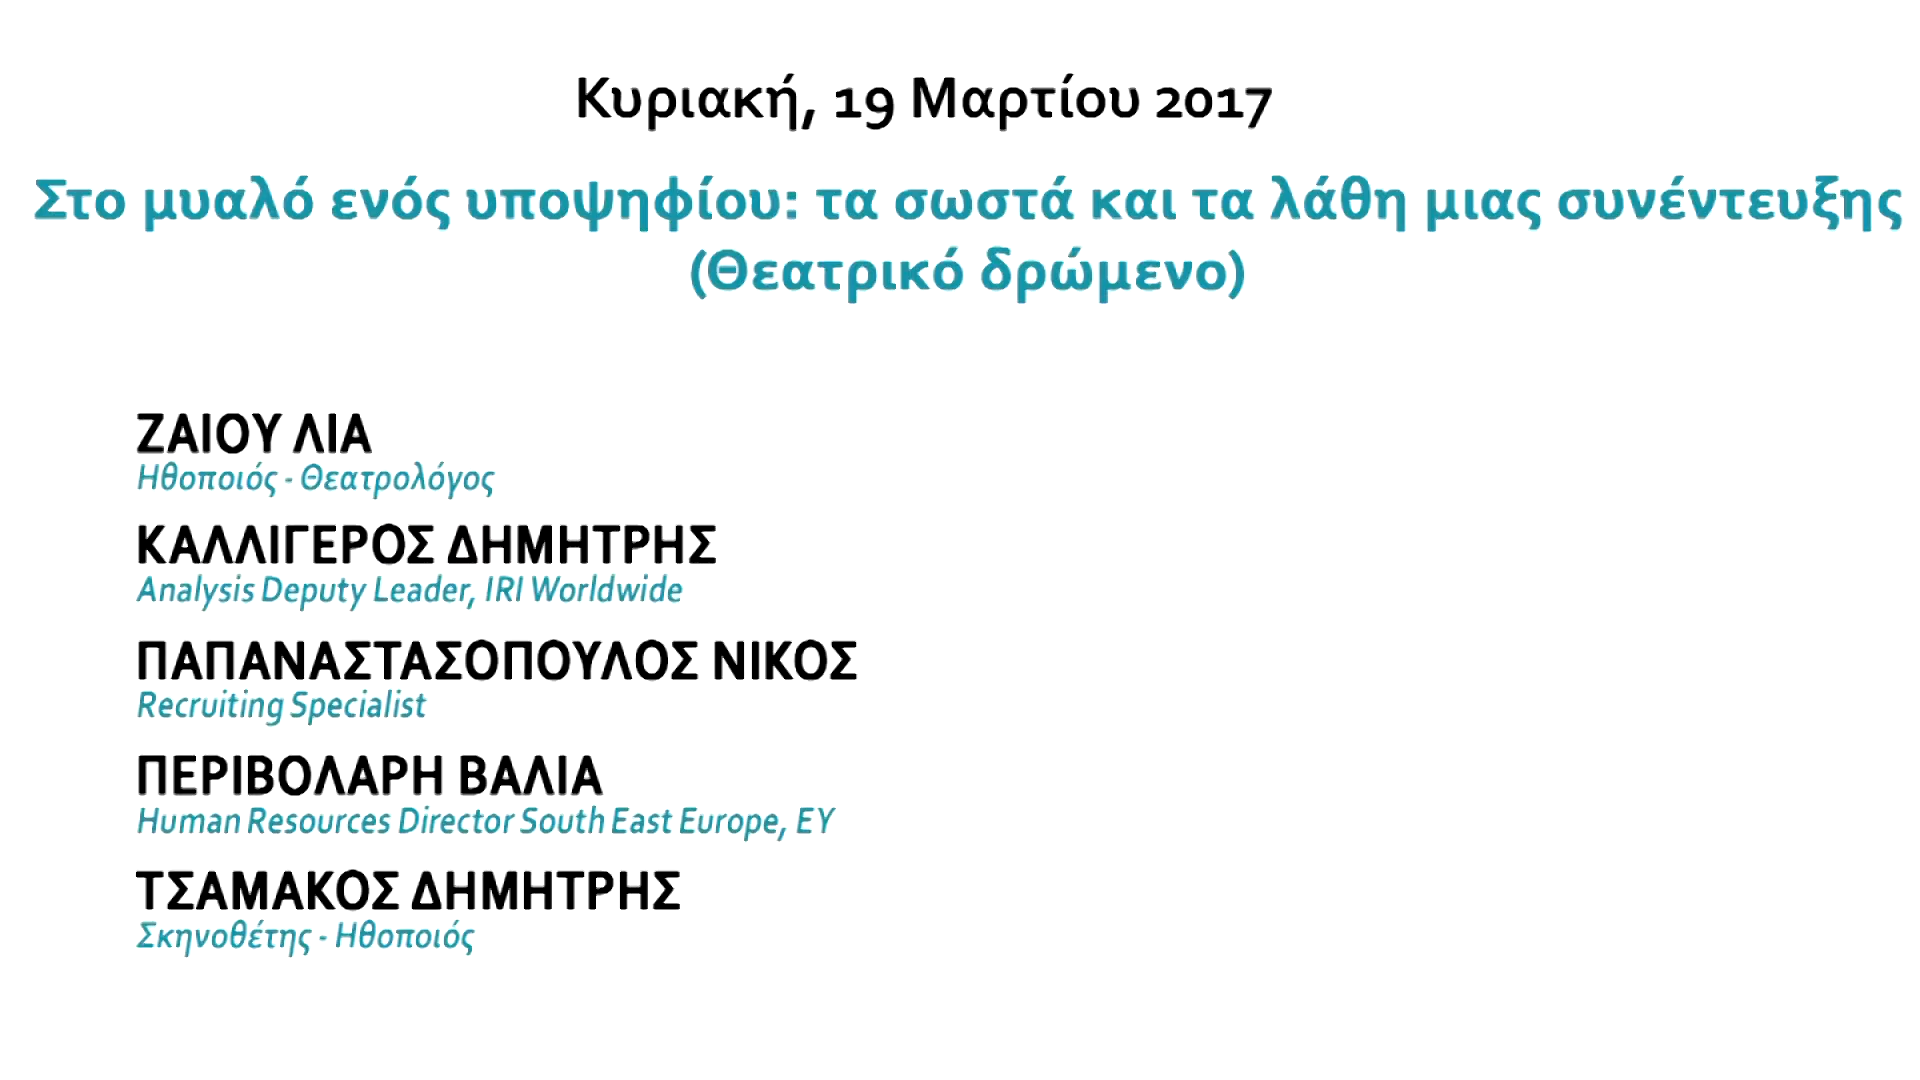 Κυριακή, 19 Μαρτίου 2017
Στο μυαλό ενός υποψηφίου: τα σωστά και τα λάθη μιας συνέντευξης
(Θεατρικό δρώμενο)
ΖΑΙΟΥ ΛΙΑ
Ηθοποιός - Θεατρολόγος
ΚΑΛΛΙΓΕΡΟΣ ΔΗΜΗΤΡΗΣ
Analysis Deputy Leader, IRI Worldwide
ΠΑΠΑΝΑΣΤΑΣΟΠΟΥΛΟΣ ΝΙΚΟΣ
Recruiting Specialist
ΠΕΡΙΒΟΛΑΡΗ ΒΑΛΙΑ
Human Resources Director South East Europe, EY
ΤΣΑΜΑΚΟΣ ΔΗΜΗΤΡΗΣ
Σκηνοθέτης - Ηθοποιός